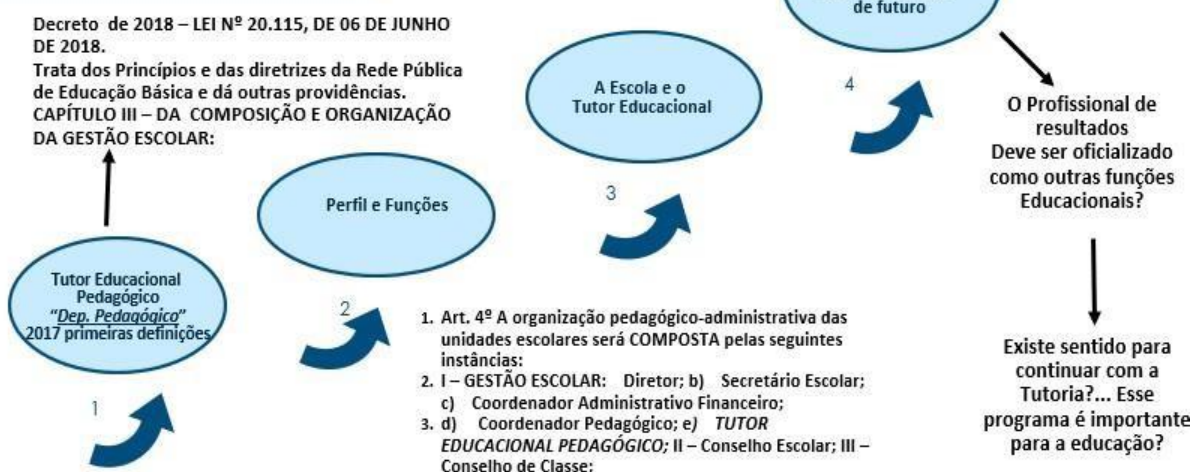 de futuro
Decreto de 2018 – LEI Nº 20.115, DE 06 DE JUNHO
DE 2018.
Trata dos Princípios e das diretrizes da Rede Pública
de Educação Básica e dá outras providências.
CAPÍTULO III – DA COMPOSIÇÃO E ORGANIZAÇÃO
DA GESTÃO ESCOLAR:
A Escola e o
Tutor Educacional
4
O Profissional de
resultados
Deve ser oficializado
como outras funções
Educacionais?
Perfil e Funções
3
Tutor Educacional
Pedagógico
"Dep. Pedagógico"
2017 primeiras definições
2
1. Art. 4º A organização pedagógico-administrativa das
unidades escolares será COMPOSTA pelas seguintes
instâncias:
2. I – GESTÃO ESCOLAR: Diretor; b) Secretário Escolar;
c) Coordenador Administrativo Financeiro;
3. d) Coordenador Pedagógico; e) TUTOR
EDUCACIONAL PEDAGÓGICO; II – Conselho Escolar; III –
Conselho de Classe;
Existe sentido para
continuar com a
Tutoria?... Esse
programa é importante
para a educação?
1